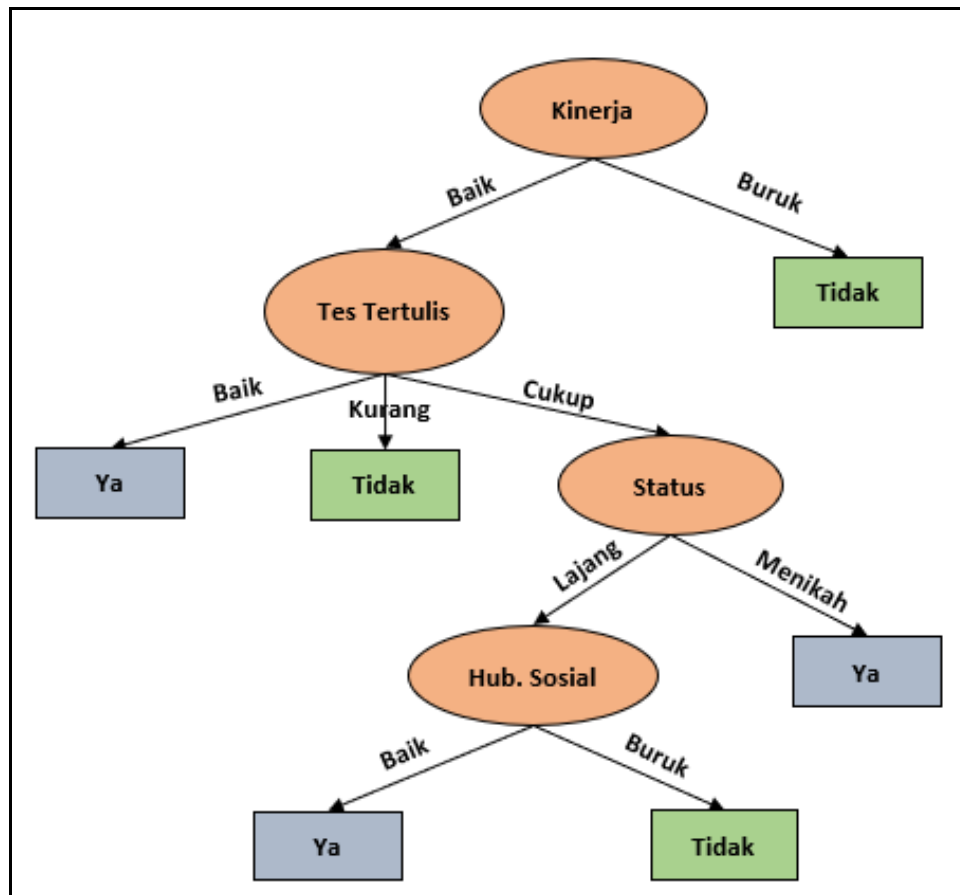 Kinerja
Baik
Buruk
Tes Tertulis
Tidak
Baik
Kurang
Cukup
Ya
Tidak
Status
Lajang
Menikah
Hub. Sosial
Ya
Baik
Buruk
Ya
Tidak